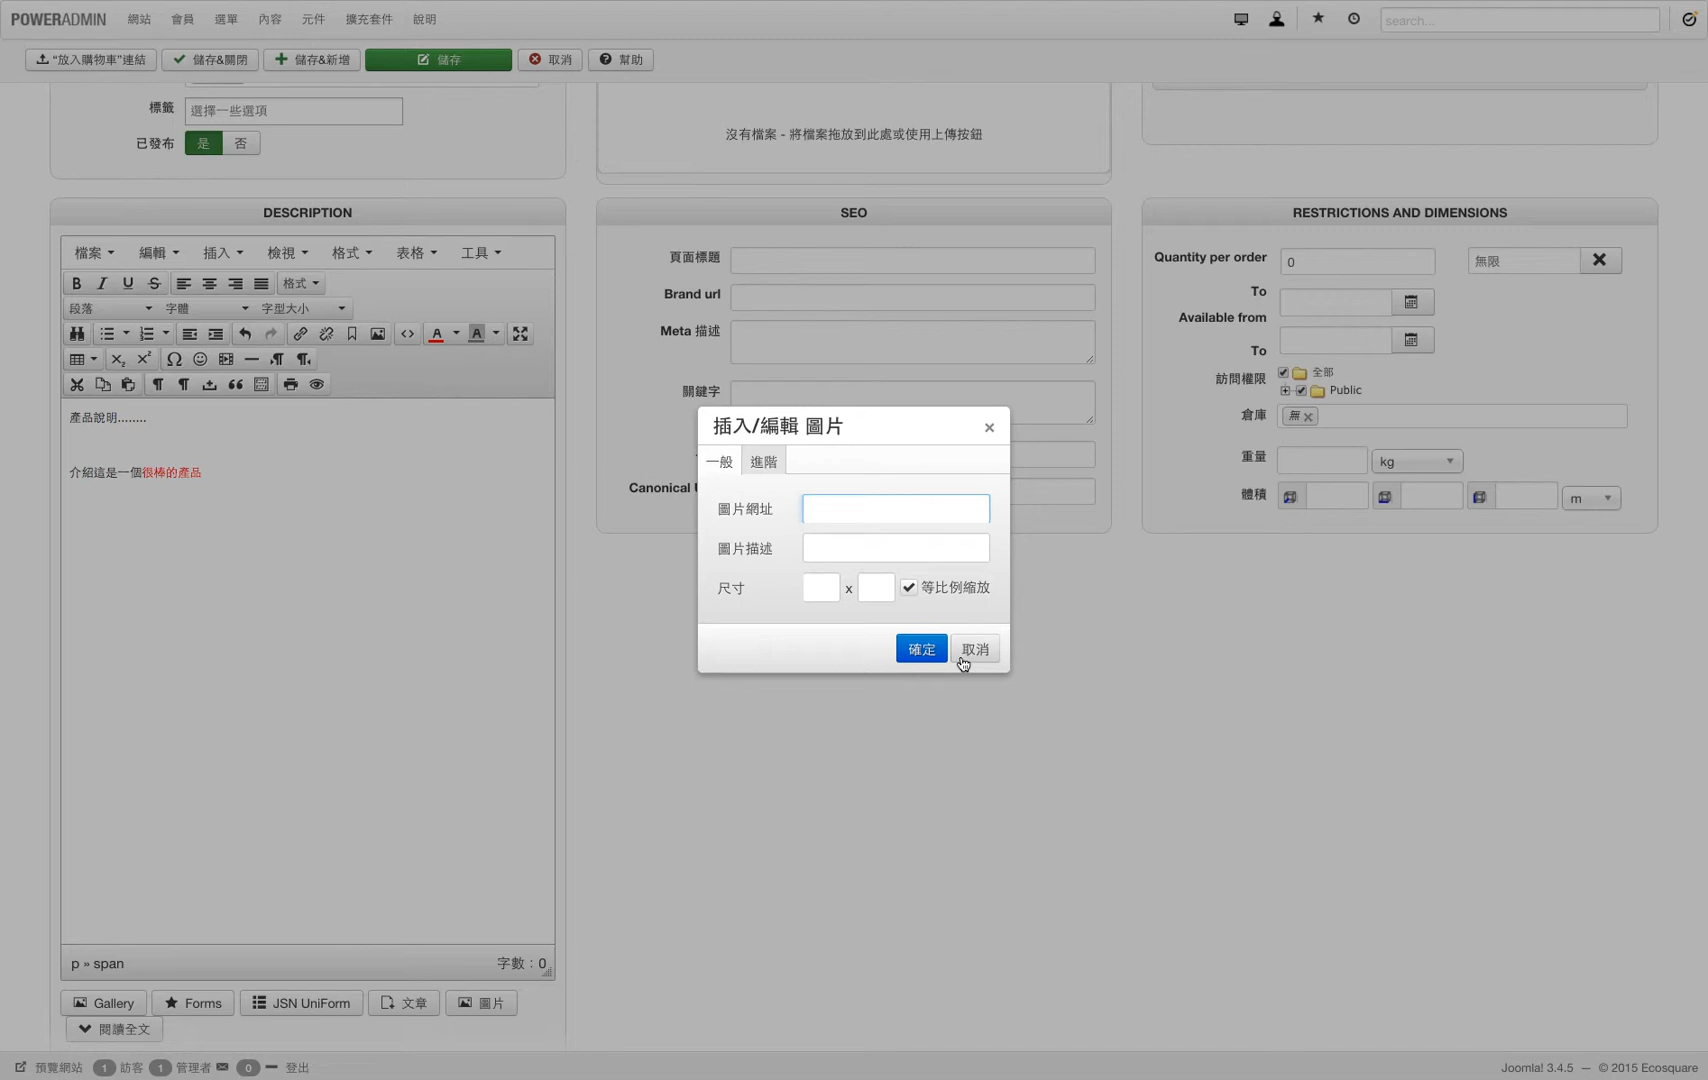 POWERADMIN 網站 會員 選單 內容 元件 擴充套件 說明 search...
“放入購物車”連結 儲存&關閉 儲存&新增 儲存 取消 幫助
標籤 選擇一些選項
已發布 是 否
沒有檔案 - 將檔案拖放到此處或使用上傳按鈕
DESCRIPTION
檔案 編輯 插入 檢視 格式 表格 工具
格式
段落 字體 字型大小
產品說明........
介紹這是一個很棒的產品
p » span 字數：0
Gallery Forms JSN UniForm 文章 圖片
閱讀全文
SEO
頁面標題
Brand url
Meta 描述
關鍵字
Canonical
RESTRICTIONS AND DIMENSIONS
Quantity per order 0 無限
To
Available from
To
訪問權限 全部
Public
倉庫 無
重量 kg
體積 m
插入/編輯 圖片 ×
一般 進階
圖片網址
圖片描述
尺寸 x 等比例縮放
確定 取消
預覽網站 1 訪客 1 管理者 0 登出 Joomla! 3.4.5 — © 2015 Ecosquare